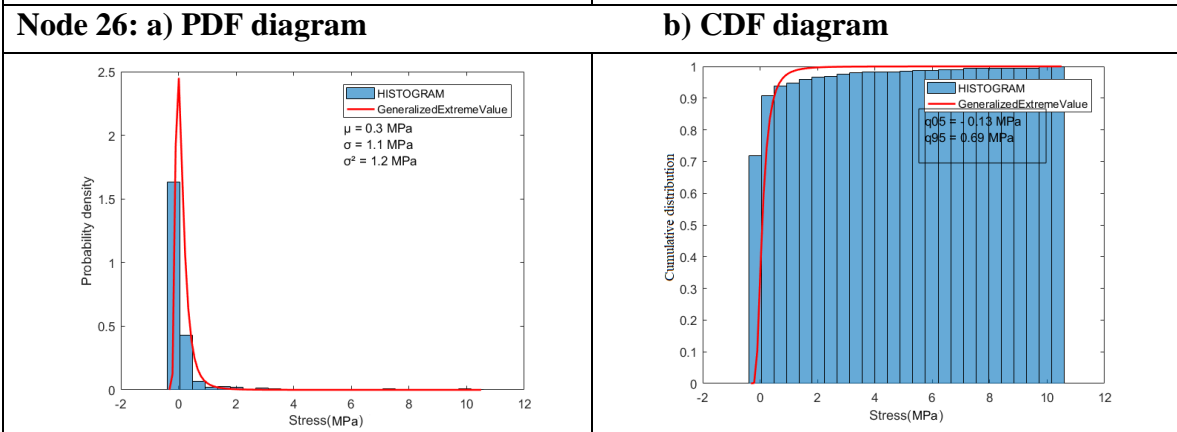 Node 26: a) PDF diagram
b) CDF diagram
2.5
2
1.5
1
0.5
0
-2
0
2
4
6
8
10
12
Probability density
Stress(MPa)
HISTOGRAM
GeneralizedExtremeValue
μ = 0.3 MPa
σ = 1.1 MPa
σ² = 1.2 MPa
1
0.9
0.8
0.7
0.6
0.5
0.4
0.3
0.2
0.1
0
-2
0
2
4
6
8
10
12
Cumulative distribution
Stress(MPa)
HISTOGRAM
GeneralizedExtremeValue
q05 = - 0.13 MPa
q95 = 0.69 MPa